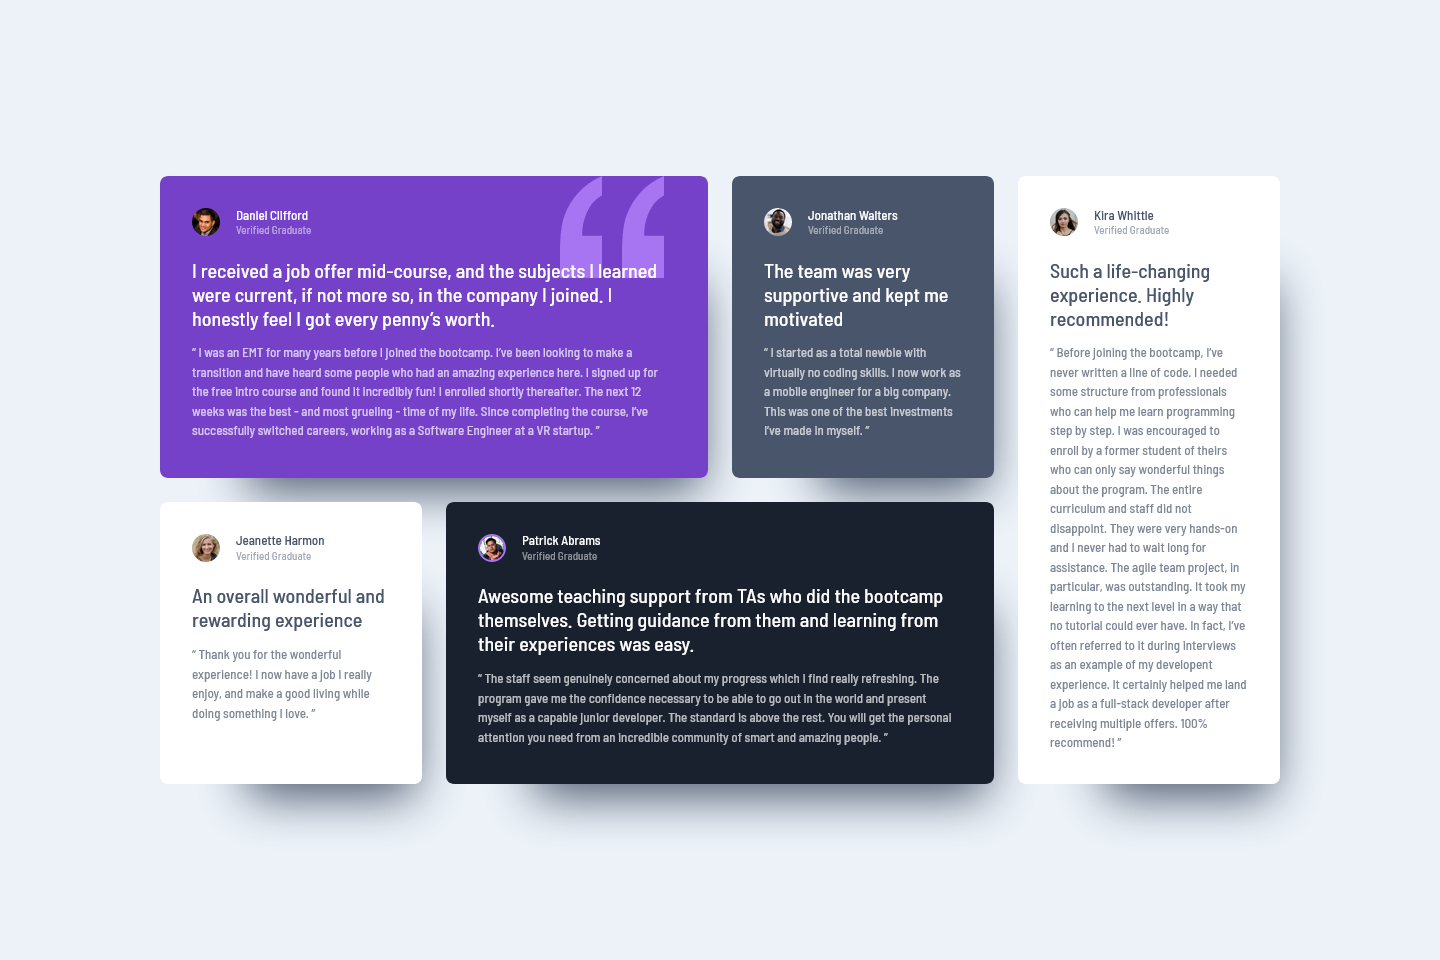 Daniel Clifford
Verified Graduate
I received a job offer mid-course, and the subjects I learned
were current, if not more so, in the company I joined. I
honestly feel I got every penny’s worth.
“ I was an EMT for many years before I joined the bootcamp. I’ve been looking to make a
transition and have heard some people who had an amazing experience here. I signed up for
the free intro course and found it incredibly fun! I enrolled shortly thereafter. The next 12
weeks was the best - and most grueling - time of my life. Since completing the course, I’ve
successfully switched careers, working as a Software Engineer at a VR startup. ”
Jonathan Walters
Verified Graduate
The team was very
supportive and kept me
motivated
“ I started as a total newbie with
virtually no coding skills. I now work as
a mobile engineer for a big company.
This was one of the best investments
I’ve made in myself. ”
Kira Whittle
Verified Graduate
Such a life-changing
experience. Highly
recommended!
“ Before joining the bootcamp, I’ve
never written a line of code. I needed
some structure from professionals
who can help me learn programming
step by step. I was encouraged to
enroll by a former student of theirs
who can only say wonderful things
about the program. The entire
curriculum and staff did not
disappoint. They were very hands-on
and I never had to wait long for
assistance. The agile team project, in
particular, was outstanding. It took my
learning to the next level in a way that
no tutorial could ever have. In fact, I’ve
often referred to it during interviews
as an example of my developent
experience. It certainly helped me land
a job as a full-stack developer after
receiving multiple offers. 100%
recommend! ”
Jeanette Harmon
Verified Graduate
An overall wonderful and
rewarding experience
“ Thank you for the wonderful
experience! I now have a job I really
enjoy, and make a good living while
doing something I love. ”
Patrick Abrams
Verified Graduate
Awesome teaching support from TAs who did the bootcamp
themselves. Getting guidance from them and learning from
their experiences was easy.
“ The staff seem genuinely concerned about my progress which I find really refreshing. The
program gave me the confidence necessary to be able to go out in the world and present
myself as a capable junior developer. The standard is above the rest. You will get the personal
attention you need from an incredible community of smart and amazing people. ”